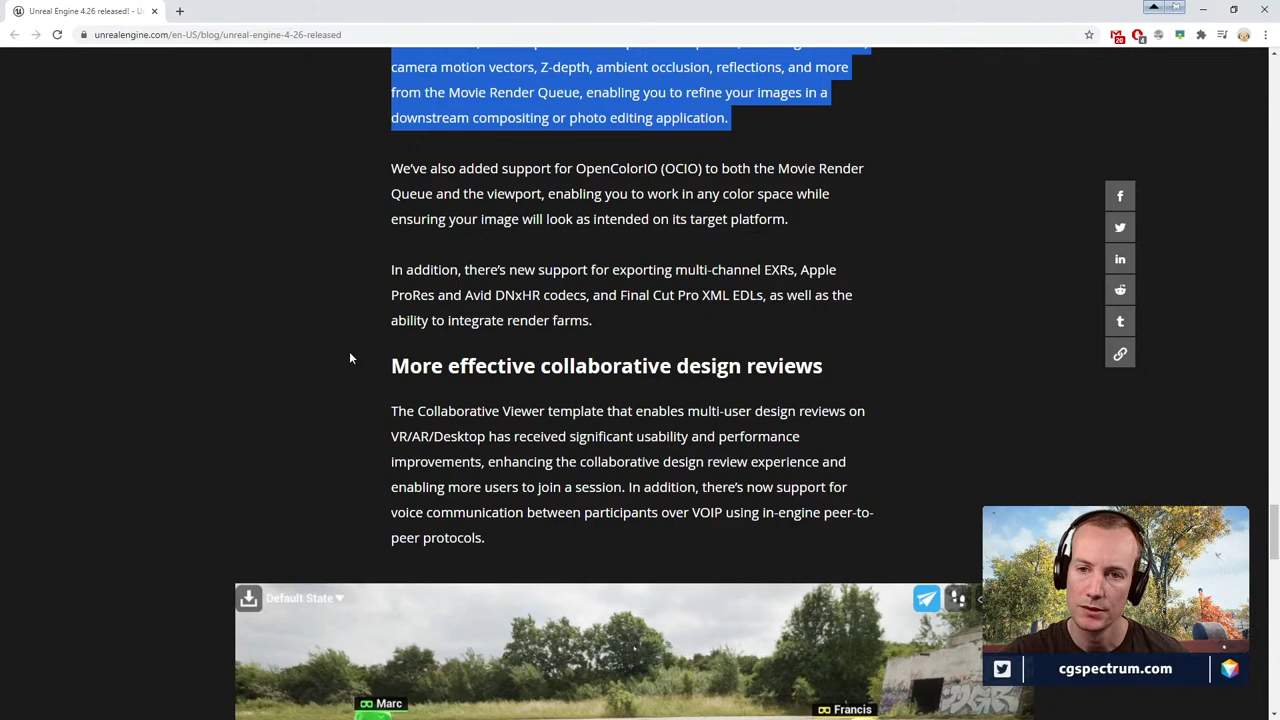 Unreal Engine 4.26 released! - U
unrealengine.com/en-US/blog/unreal-engine-4-26-released
camera motion vectors, Z-depth, ambient occlusion, reflections, and more
from the Movie Render Queue, enabling you to refine your images in a
downstream compositing or photo editing application.
We’ve also added support for OpenColorIO (OCIO) to both the Movie Render
Queue and the viewport, enabling you to work in any color space while
ensuring your image will look as intended on its target platform.
In addition, there’s new support for exporting multi-channel EXRs, Apple
ProRes and Avid DNxHR codecs, and Final Cut Pro XML EDLs, as well as the
ability to integrate render farms.
More effective collaborative design reviews
The Collaborative Viewer template that enables multi-user design reviews on
VR/AR/Desktop has received significant usability and performance
improvements, enhancing the collaborative design review experience and
enabling more users to join a session. In addition, there’s now support for
voice communication between participants over VOIP using in-engine peer-to-
peer protocols.
Default State
Marc
Francis
cgspectrum.com